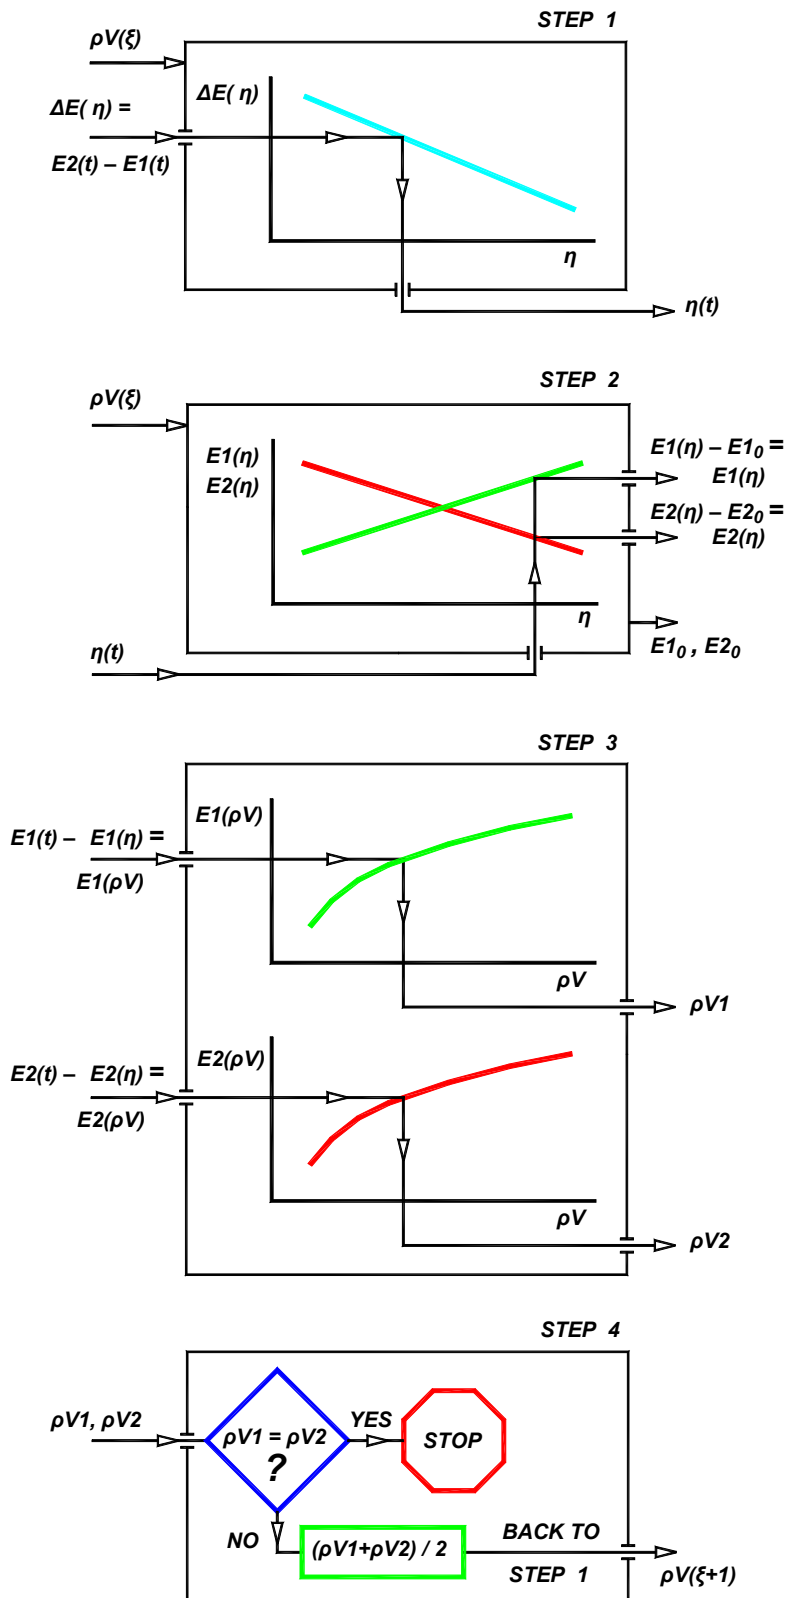 STEP 1
ρV(ξ)
ΔE( η) =
E2(t) – E1(t)
ΔE( η)
η
η(t)
STEP 2
ρV(ξ)
E1(η)
E2(η)
η
E1(η) – E1₀ =
E1(η)
E2(η) – E2₀ =
E2(η)
E1₀ , E2₀
η(t)
STEP 3
E1(t) – E1(η) =
E1(ρV)
E1(ρV)
ρV
ρV1
E2(t) – E2(η) =
E2(ρV)
E2(ρV)
ρV
ρV2
STEP 4
ρV1, ρV2
ρV1 = ρV2
?
YES
STOP
NO
(ρV1+ρV2) / 2
BACK TO
STEP 1
ρV(ξ+1)